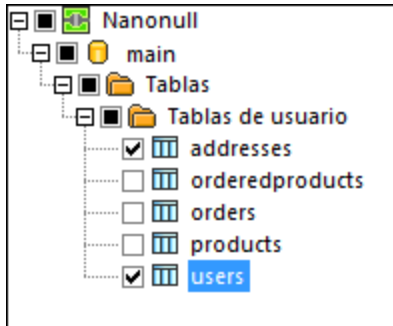 Nanonull
main
Tablas
Tablas de usuario
addresses
orderedproducts
orders
products
users